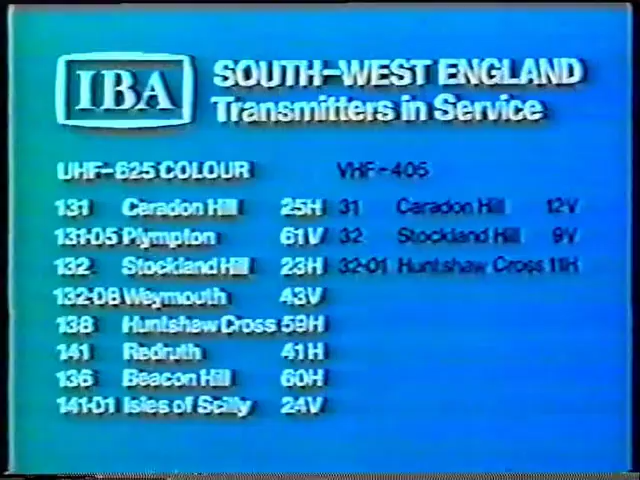 IBA
SOUTH-WEST ENGLAND
Transmitters in Service
UHF-625 COLOUR
131 Caradon Hill 25H
131·05 Plympton 61V
132 Stockland Hill 23H
132·08 Weymouth 43V
138 Huntshaw Cross 59H
141 Redruth 41H
136 Beacon Hill 60H
141·01 Isles of Scilly 24V
VHF-405
31 Caradon Hill 12V
32 Stockland Hill 9V
32·01 Huntshaw Cross 11H